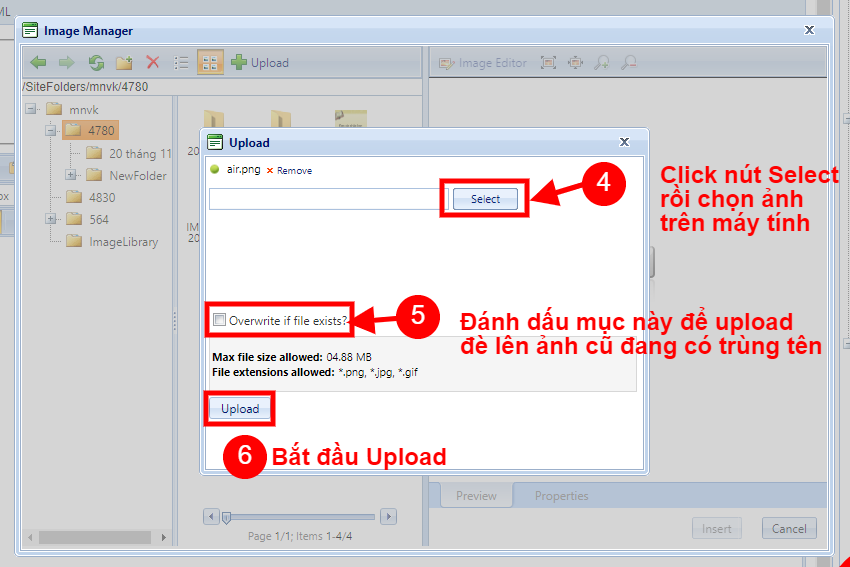 ML
Image Manager
Upload
Image Editor
/SiteFolders/mnvk/4780
mnvk
4780
20 tháng 11
NewFolder
4830
564
ImageLibrary
20
IM
20
Upload
air.png
Remove
Select
4
Click nút Select
rồi chọn ảnh
trên máy tính
Overwrite if file exists?
5
Đánh dấu mục này để upload
đè lên ảnh cũ đang có trùng tên
Max file size allowed: 04.88 MB
File extensions allowed: *.png, *.jpg, *.gif
Upload
6
Bắt đầu Upload
Preview
Properties
Page 1/1; Items 1-4/4
Insert
Cancel